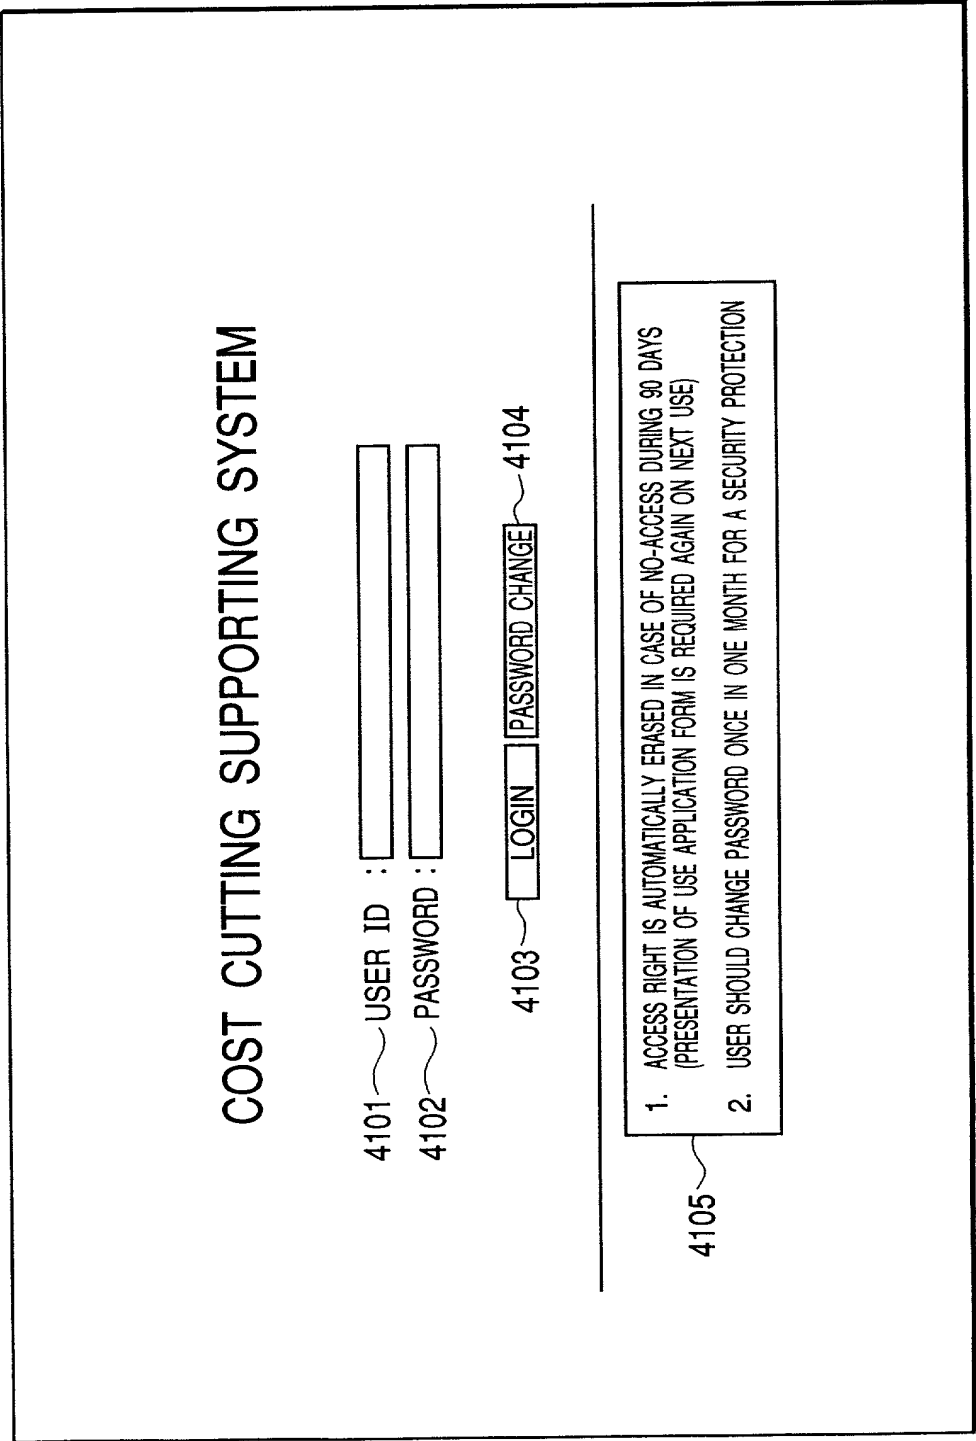 COST CUTTING SUPPORTING SYSTEM
4101 USER ID :
4102 PASSWORD :
4103 LOGIN PASSWORD CHANGE 4104
4105
1. ACCESS RIGHT IS AUTOMATICALLY ERASED IN CASE OF NO-ACCESS DURING 90 DAYS
(PRESENTATION OF USE APPLICATION FORM IS REQUIRED AGAIN ON NEXT USE)
2. USER SHOULD CHANGE PASSWORD ONCE IN ONE MONTH FOR A SECURITY PROTECTION